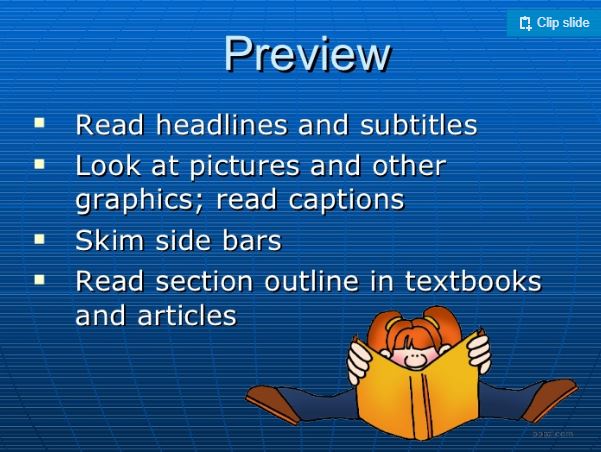 Clip slide
Preview
Read headlines and subtitles
Look at pictures and other
graphics; read captions
Skim side bars
Read section outline in textbooks
and articles